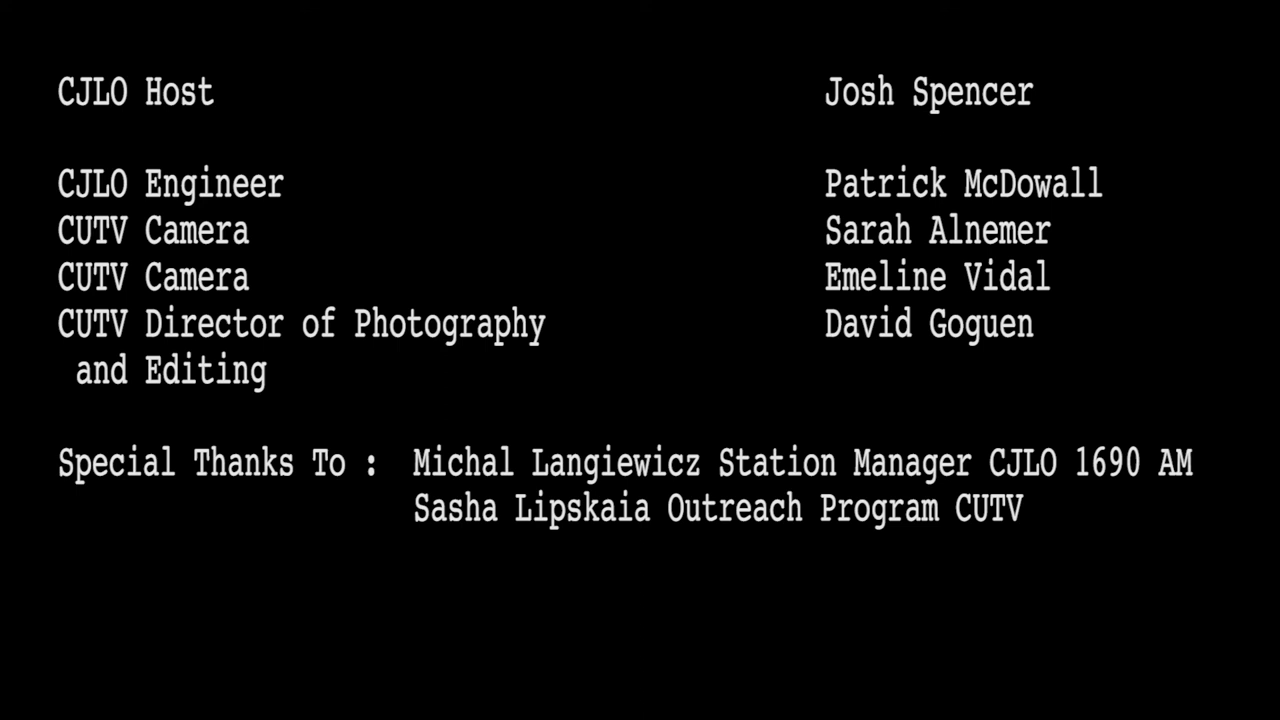 CJLO Host Josh Spencer
CJLO Engineer Patrick McDowall
CUTV Camera Sarah Alnemer
CUTV Camera Emeline Vidal
CUTV Director of Photography David Goguen
and Editing
Special Thanks To : Michal Langiewicz Station Manager CJLO 1690 AM
Sasha Lipskaia Outreach Program CUTV